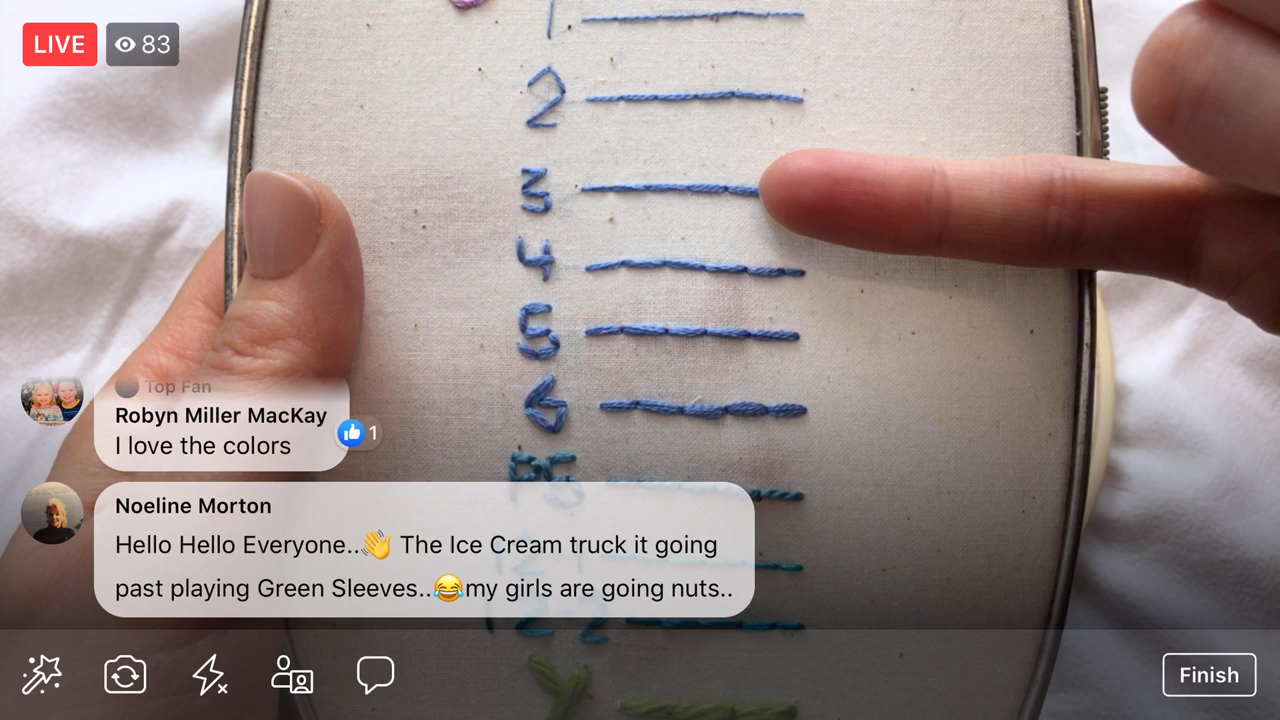 LIVE 83
1
2
3
4
5
6
P5
Top Fan
Robyn Miller MacKay
I love the colors
1
Noeline Morton
Hello Hello Everyone..👋 The Ice Cream truck it going
past playing Green Sleeves..😂my girls are going nuts..
Finish